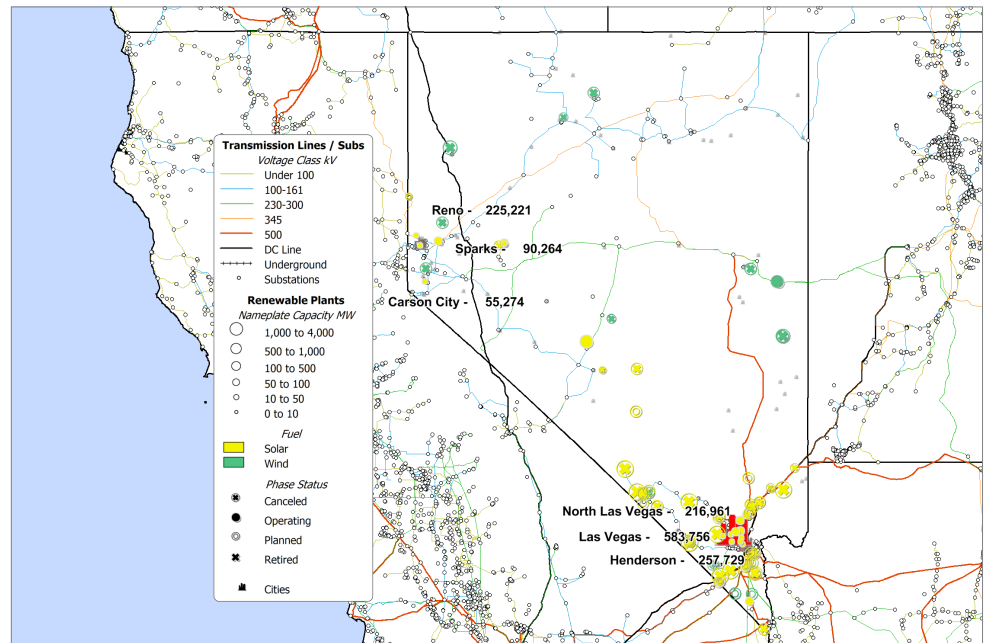 Transmission Lines / Subs
Voltage Class kV
Under 100
100-161
230-300
345
500
DC Line
Underground
Substations
Renewable Plants
Nameplate Capacity MW
1,000 to 4,000
500 to 1,000
100 to 500
50 to 100
10 to 50
0 to 10
Fuel
Solar
Wind
Phase Status
Canceled
Operating
Planned
Retired
Cities
Reno - 225,221
Sparks - 90,264
Carson City - 55,274
North Las Vegas - 216,961
Las Vegas - 583,756
Henderson - 257,729